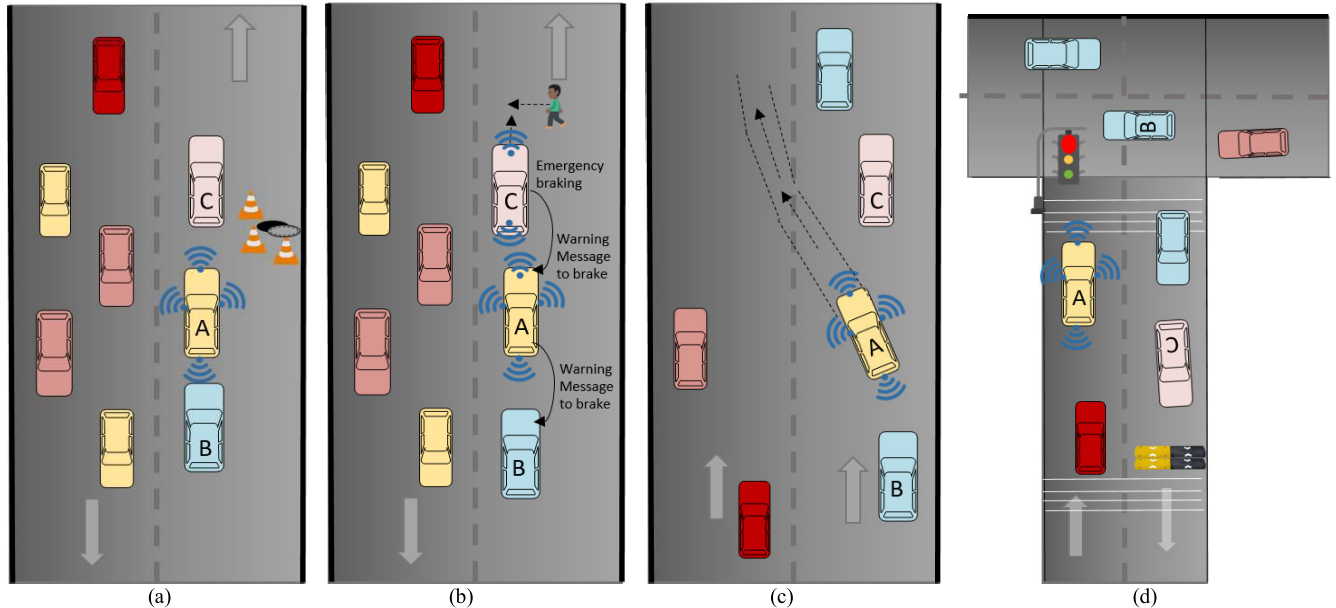 C
A
B
Emergency
braking
C
Warning
Message
to brake
A
Warning
Message
to brake
B
C
A
B
B
A
C
(a)
(b)
(c)
(d)